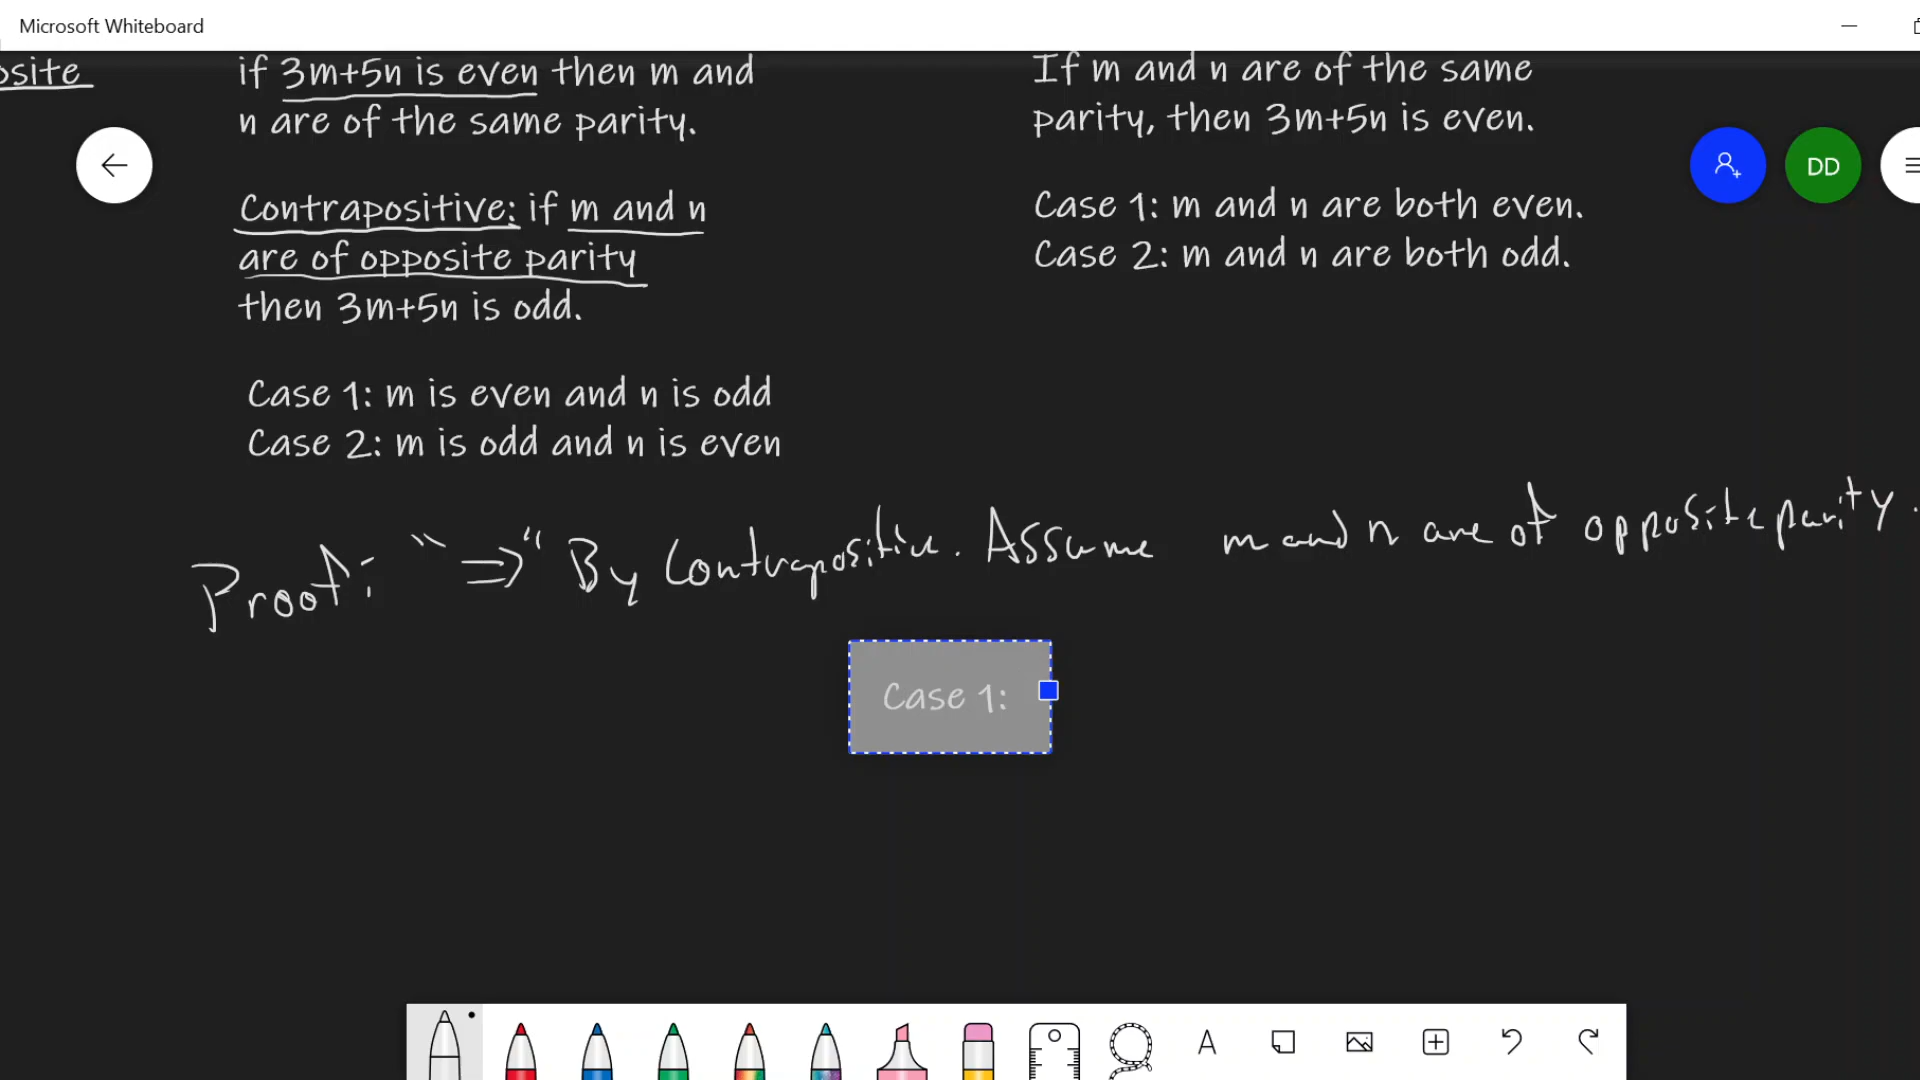 Microsoft Whiteboard
osite
if 3m+5n is even then m and
n are of the same parity.
Contrapositive: if m and n
are of opposite parity
then 3m+5n is odd.
Case 1: m is even and n is odd
Case 2: m is odd and n is even
If m and n are of the same
parity, then 3m+5n is even.
Case 1: m and n are both even.
Case 2: m and n are both odd.
DD
Proof: "⇒" By Contrapositive. Assume m and n are of opposite parity.
Case 1:
A